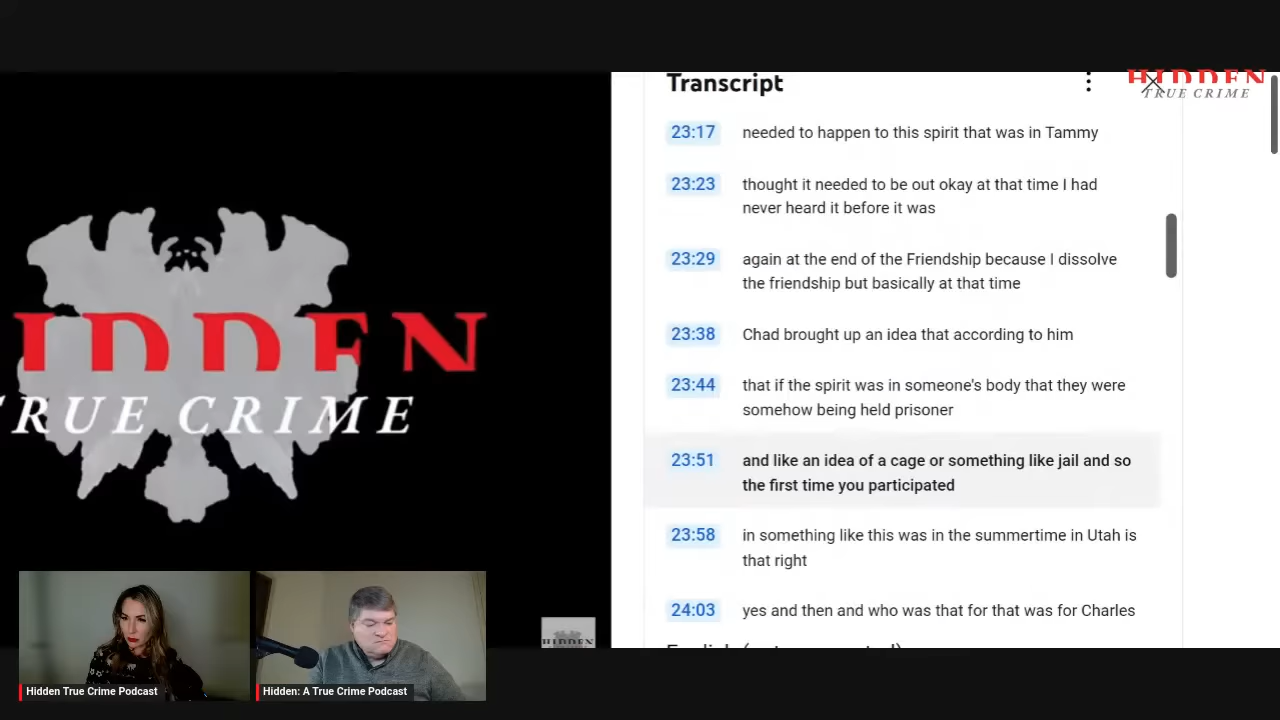 Transcript
HIDDEN
TRUE CRIME
23:17 needed to happen to this spirit that was in Tammy
23:23 thought it needed to be out okay at that time I had
never heard it before it was
23:29 again at the end of the Friendship because I dissolve
the friendship but basically at that time
23:38 Chad brought up an idea that according to him
23:44 that if the spirit was in someone's body that they were
somehow being held prisoner
23:51 and like an idea of a cage or something like jail and so
the first time you participated
23:58 in something like this was in the summertime in Utah is
that right
24:03 yes and then and who was that for that was for Charles
HIDDEN
TRUE CRIME
HIDDEN
Hidden True Crime Podcast
Hidden: A True Crime Podcast